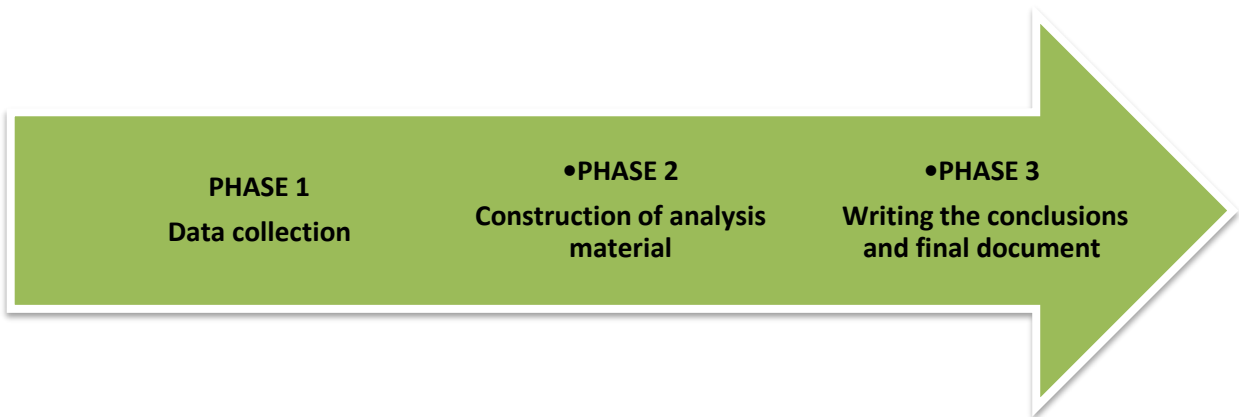 PHASE 1
Data collection
•PHASE 2
Construction of analysis
material
•PHASE 3
Writing the conclusions
and final document